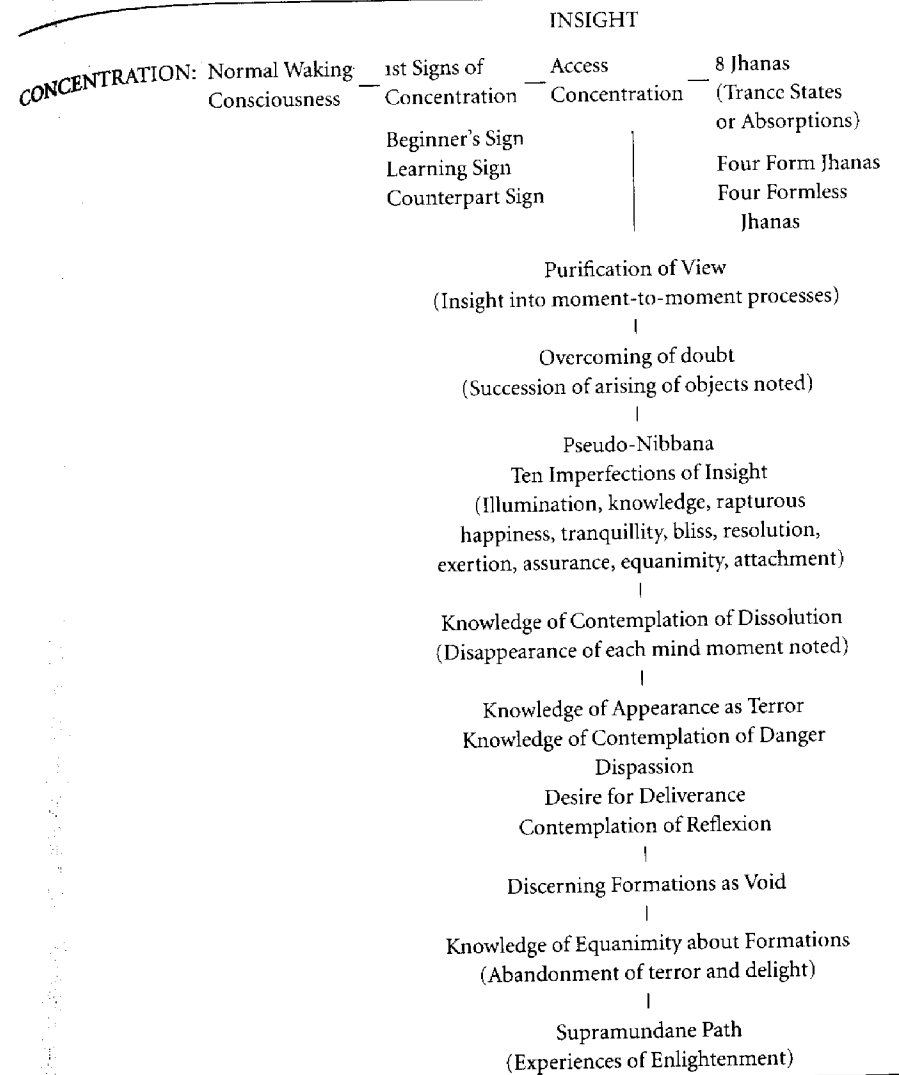 INSIGHT
CONCENTRATION: Normal Waking — 1st Signs of — Access — 8 Jhanas
Consciousness Concentration Concentration (Trance States
or Absorptions)
Beginner's Sign
Learning Sign
Counterpart Sign
Four Form Jhanas
Four Formless
Jhanas
Purification of View
(Insight into moment-to-moment processes)
Overcoming of doubt
(Succession of arising of objects noted)
Pseudo-Nibbana
Ten Imperfections of Insight
(Illumination, knowledge, rapturous
happiness, tranquillity, bliss, resolution,
exertion, assurance, equanimity, attachment)
Knowledge of Contemplation of Dissolution
(Disappearance of each mind moment noted)
Knowledge of Appearance as Terror
Knowledge of Contemplation of Danger
Dispassion
Desire for Deliverance
Contemplation of Reflexion
Discerning Formations as Void
Knowledge of Equanimity about Formations
(Abandonment of terror and delight)
Supramundane Path
(Experiences of Enlightenment)